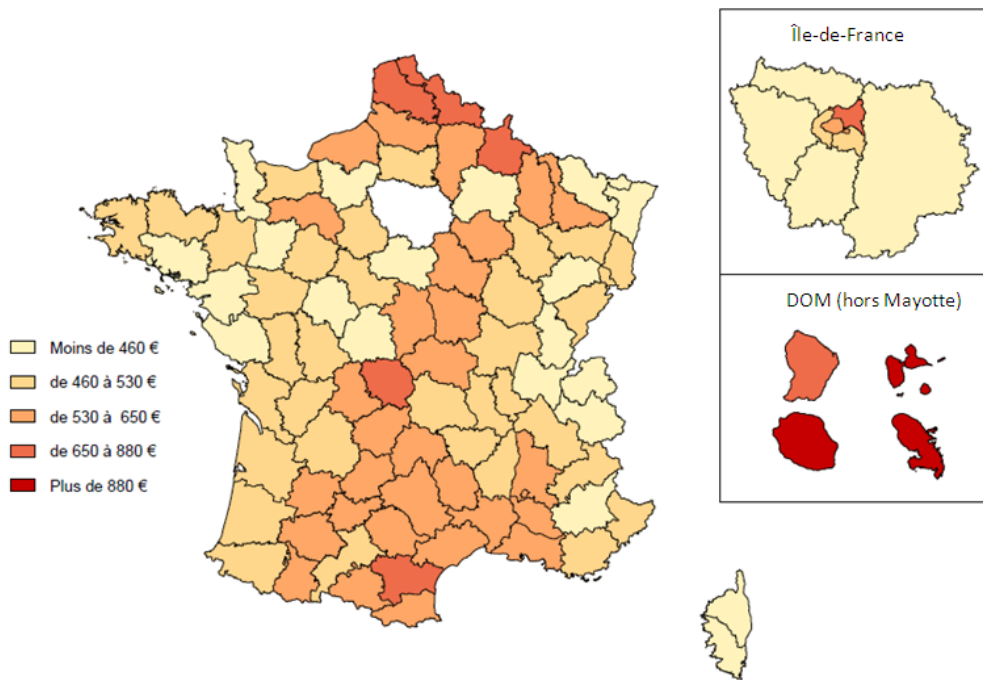 Île-de-France
DOM (hors Mayotte)
Moins de 460 €
de 460 à 530 €
de 530 à 650 €
de 650 à 880 €
Plus de 880 €